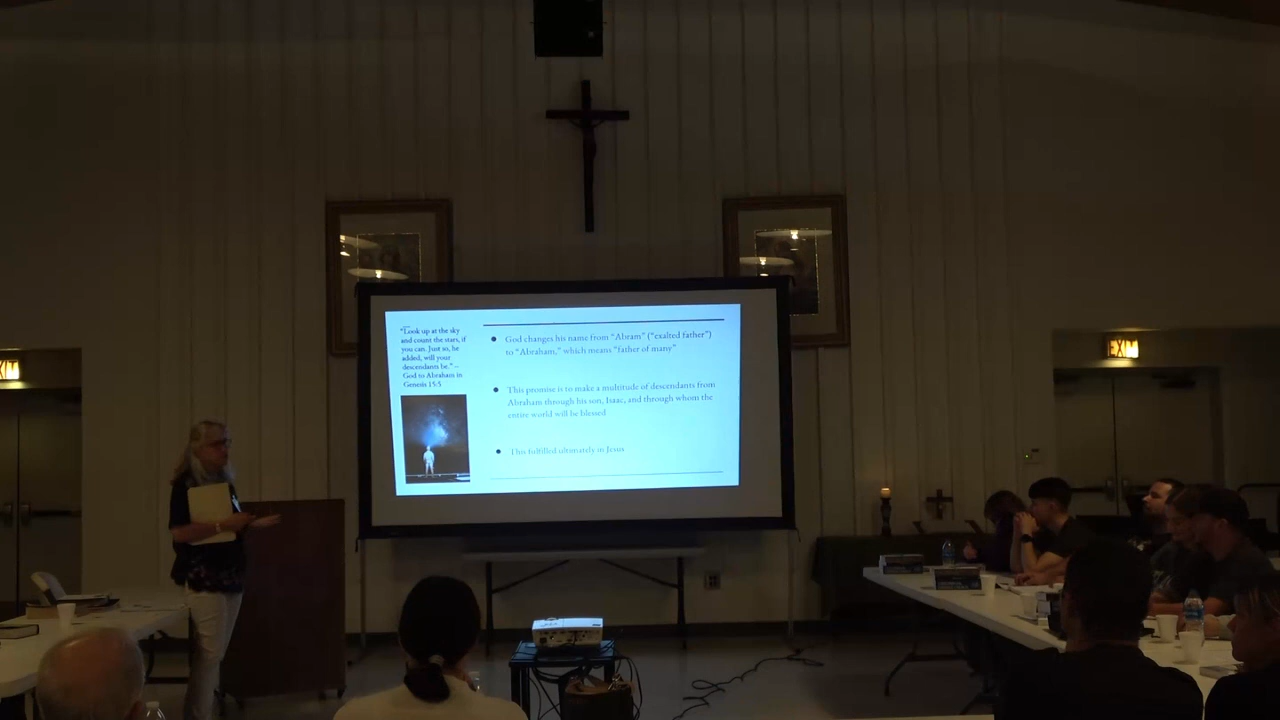 "Look up at the sky
and count the stars, if
you can. Just so, he
added, will your
descendants be." –
God to Abraham in
Genesis 15:5
God changes his name from "Abram" ("exalted father")
to "Abraham," which means "father of many"
This promise is to make a multitude of descendants from
Abraham through his son, Isaac, and through whom the
entire world will be blessed
This fulfilled ultimately in Jesus